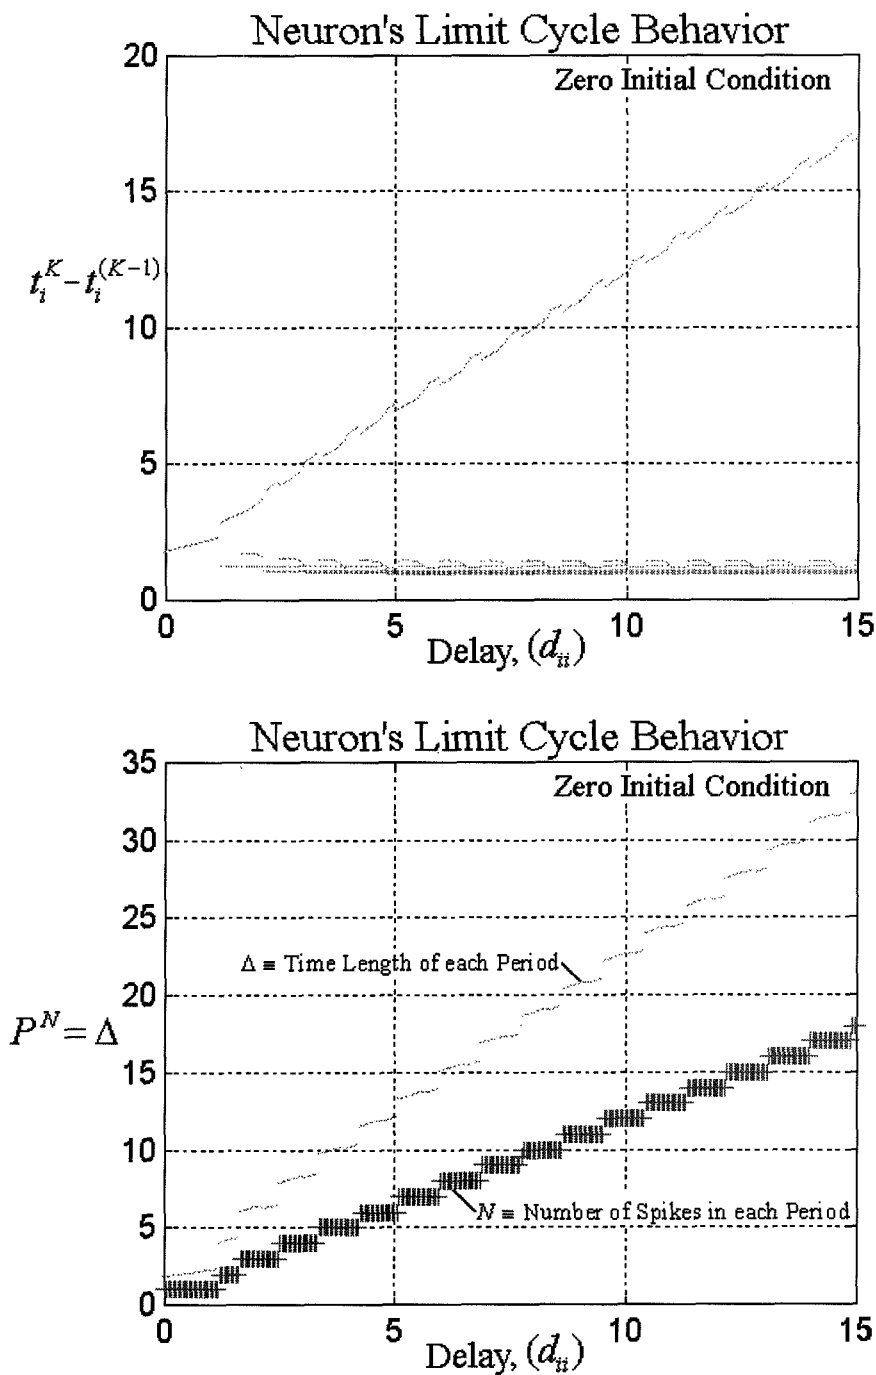 Neuron's Limit Cycle Behavior
20
Zero Initial Condition
15
t_i^K - t_i^(K-1)
10
5
0
0 5 10 15
Delay, (d_ii)
Neuron's Limit Cycle Behavior
35
Zero Initial Condition
30
25
Δ ≡ Time Length of each Period
20
P^N = Δ
15
10
N ≡ Number of Spikes in each Period
5
0
0 5 10 15
Delay, (d_ii)